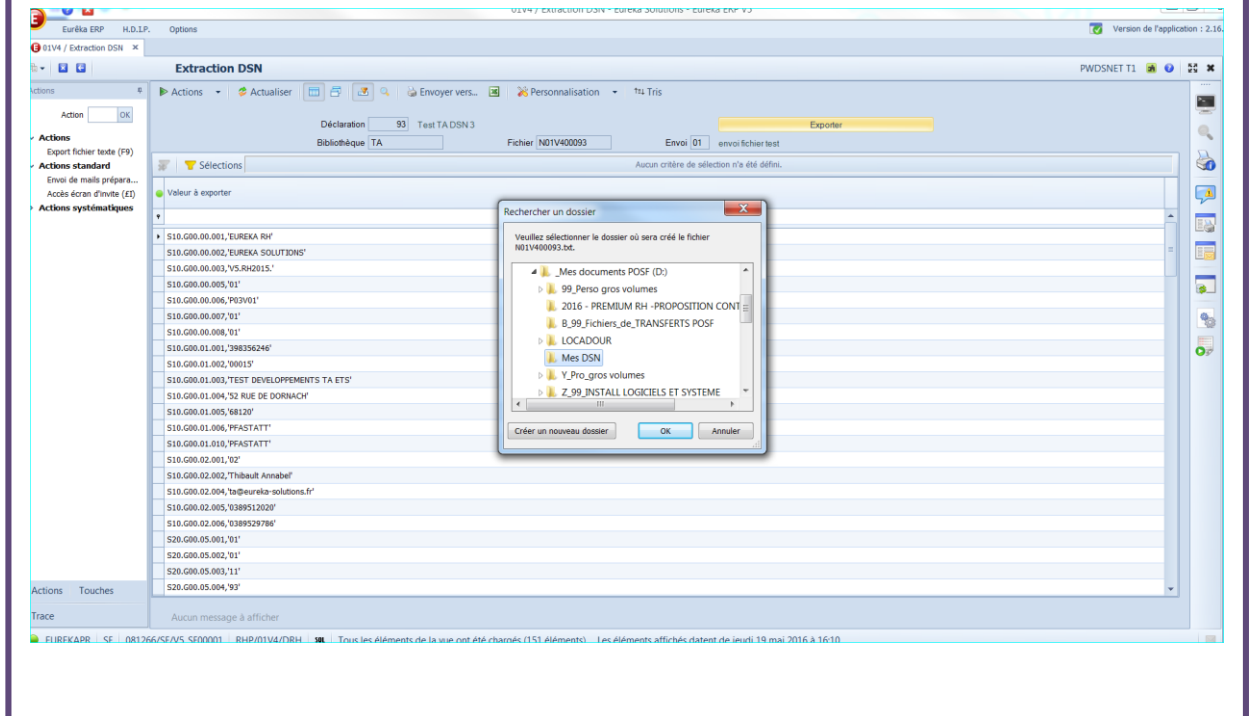 01V4 / Extraction DSN - Eurêka Solutions - Eurêka ERP V5
Eurêka ERP H.D.I.P. Options
Version de l'application : 2.16.
01V4 / Extraction DSN
Extraction DSN
PWDSNET T1
Actions
Actions Actualiser Envoyer vers... Personnalisation Tris
Action OK
Déclaration 93 Test TA DSN 3
Exporter
Bibliothèque TA Fichier N01V400093 Envoi 01 envoi fichier test
Actions
Export fichier texte (F9)
Actions standard
Envoi de mails prépara...
Accès écran d'invite (£I)
Actions systématiques
Sélections Aucun critère de sélection n'a été défini.
Valeur à exporter
S10.G00.00.001,'EUREKA RH'
S10.G00.00.002,'EUREKA SOLUTIONS'
S10.G00.00.003,'V5.RH2015.'
S10.G00.00.005,'01'
S10.G00.00.006,'P03V01'
S10.G00.00.007,'01'
S10.G00.00.008,'01'
S10.G00.01.001,'398356246'
S10.G00.01.002,'00015'
S10.G00.01.003,'TEST DEVELOPPEMENTS TA ETS'
S10.G00.01.004,'52 RUE DE DORNACH'
S10.G00.01.005,'68120'
S10.G00.01.006,'PFASTATT'
S10.G00.01.010,'PFASTATT'
S10.G00.02.001,'02'
S10.G00.02.002,'Thibault Annabel'
S10.G00.02.004,'ta@eureka-solutions.fr'
S10.G00.02.005,'0389512020'
S10.G00.02.006,'0389529786'
S20.G00.05.001,'01'
S20.G00.05.002,'01'
S20.G00.05.003,'11'
S20.G00.05.004,'93'
Rechercher un dossier
Veuillez sélectionner le dossier où sera créé le fichier
N01V400093.txt.
_Mes documents POSF (D:)
99_Perso gros volumes
2016 - PREMIUM RH -PROPOSITION CONT
B_99_Fichiers_de_TRANSFERTS POSF
LOCADOUR
Mes DSN
Y_Pro_gros volumes
Z_99_INSTALL LOGICIELS ET SYSTEME
Créer un nouveau dossier OK Annuler
Actions Touches
Trace
Aucun message à afficher
EUREKAPR SE 081266/SE/V5 SE00001 RHP/01V4/DRH SQL Tous les éléments de la vue ont été chargés (151 éléments) Les éléments affichés datent de jeudi 19 mai 2016 à 16:10